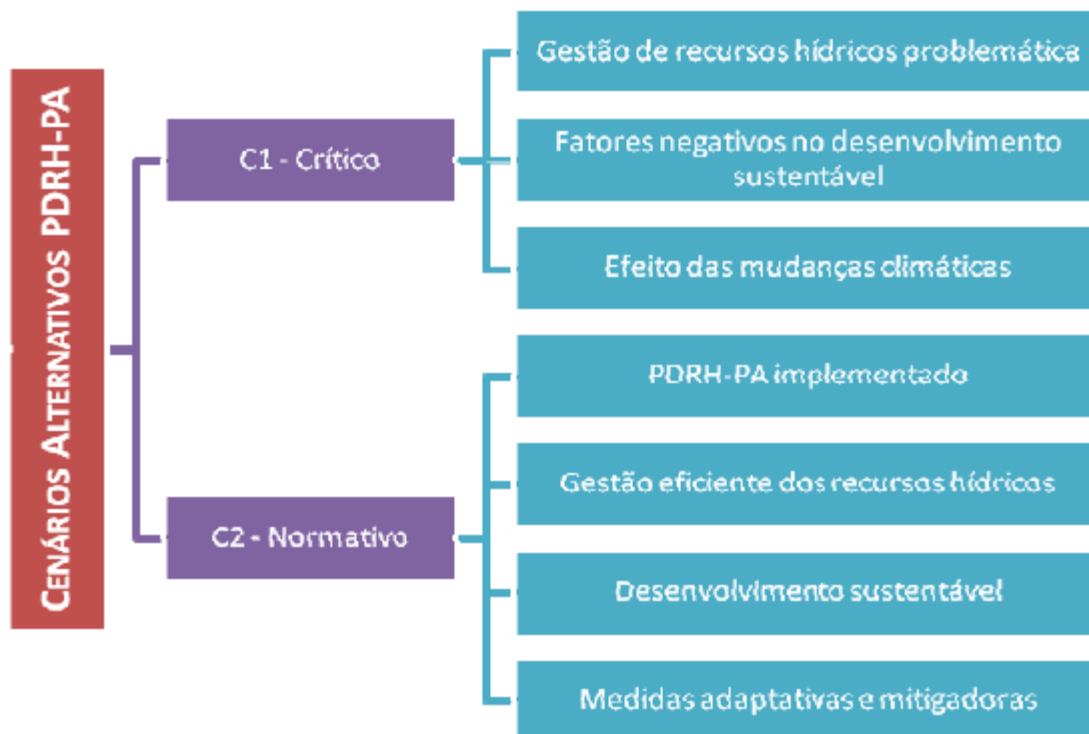 CENÁRIOS ALTERNATIVOS PDRH-PA
C1 - Crítico
Gestão de recursos hídricos problemática
Fatores negativos no desenvolvimento
sustentável
Efeito das mudanças climáticas
C2 - Normativo
PDRH-PA implementado
Gestão eficiente dos recursos hídricos
Desenvolvimento sustentável
Medidas adaptativas e mitigadoras